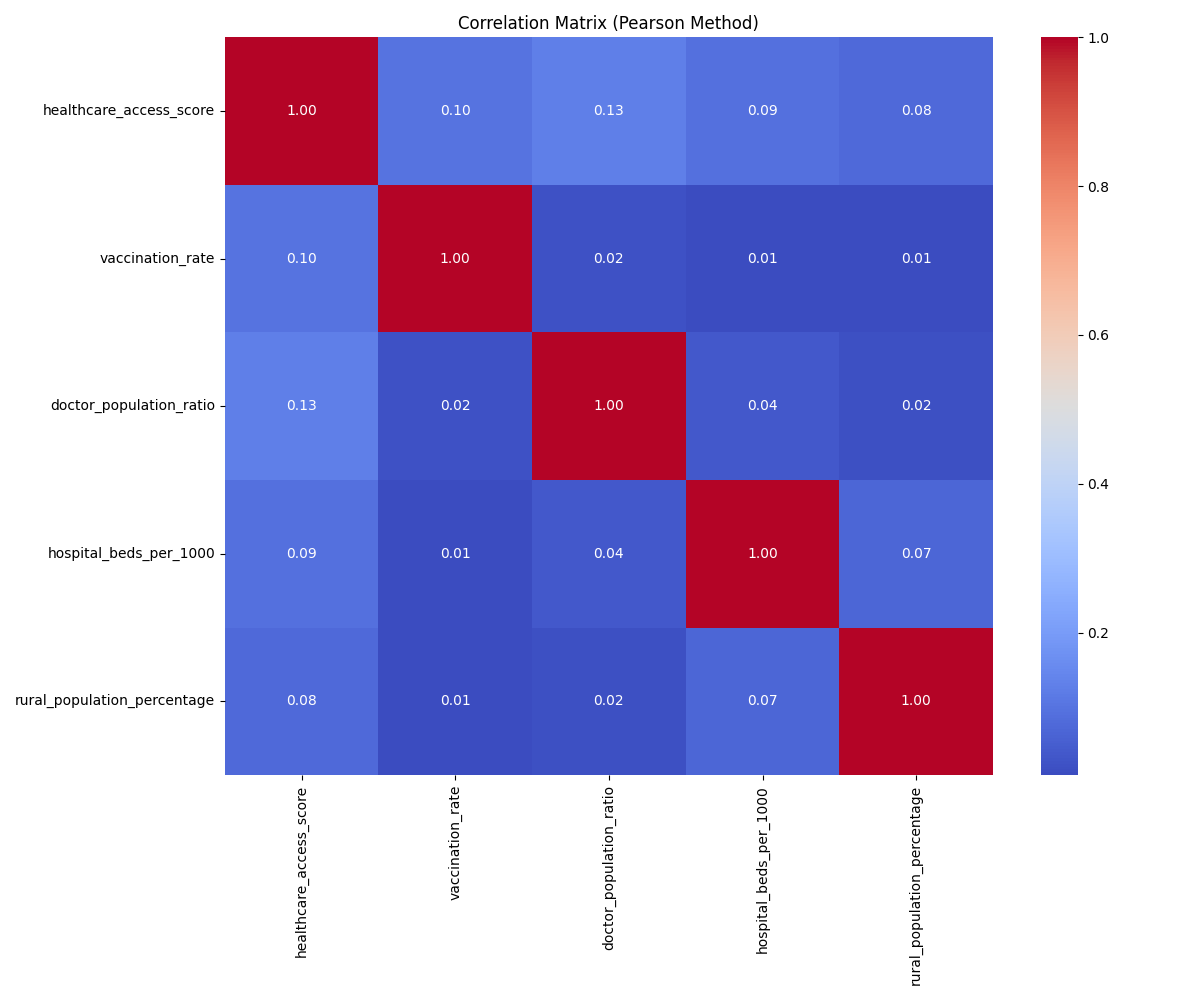 Correlation Matrix (Pearson Method)
healthcare_access_score 1.00 0.10 0.13 0.09 0.08
vaccination_rate 0.10 1.00 0.02 0.01 0.01
doctor_population_ratio 0.13 0.02 1.00 0.04 0.02
hospital_beds_per_1000 0.09 0.01 0.04 1.00 0.07
rural_population_percentage 0.08 0.01 0.02 0.07 1.00
healthcare_access_score
vaccination_rate
doctor_population_ratio
hospital_beds_per_1000
rural_population_percentage
1.0
0.8
0.6
0.4
0.2